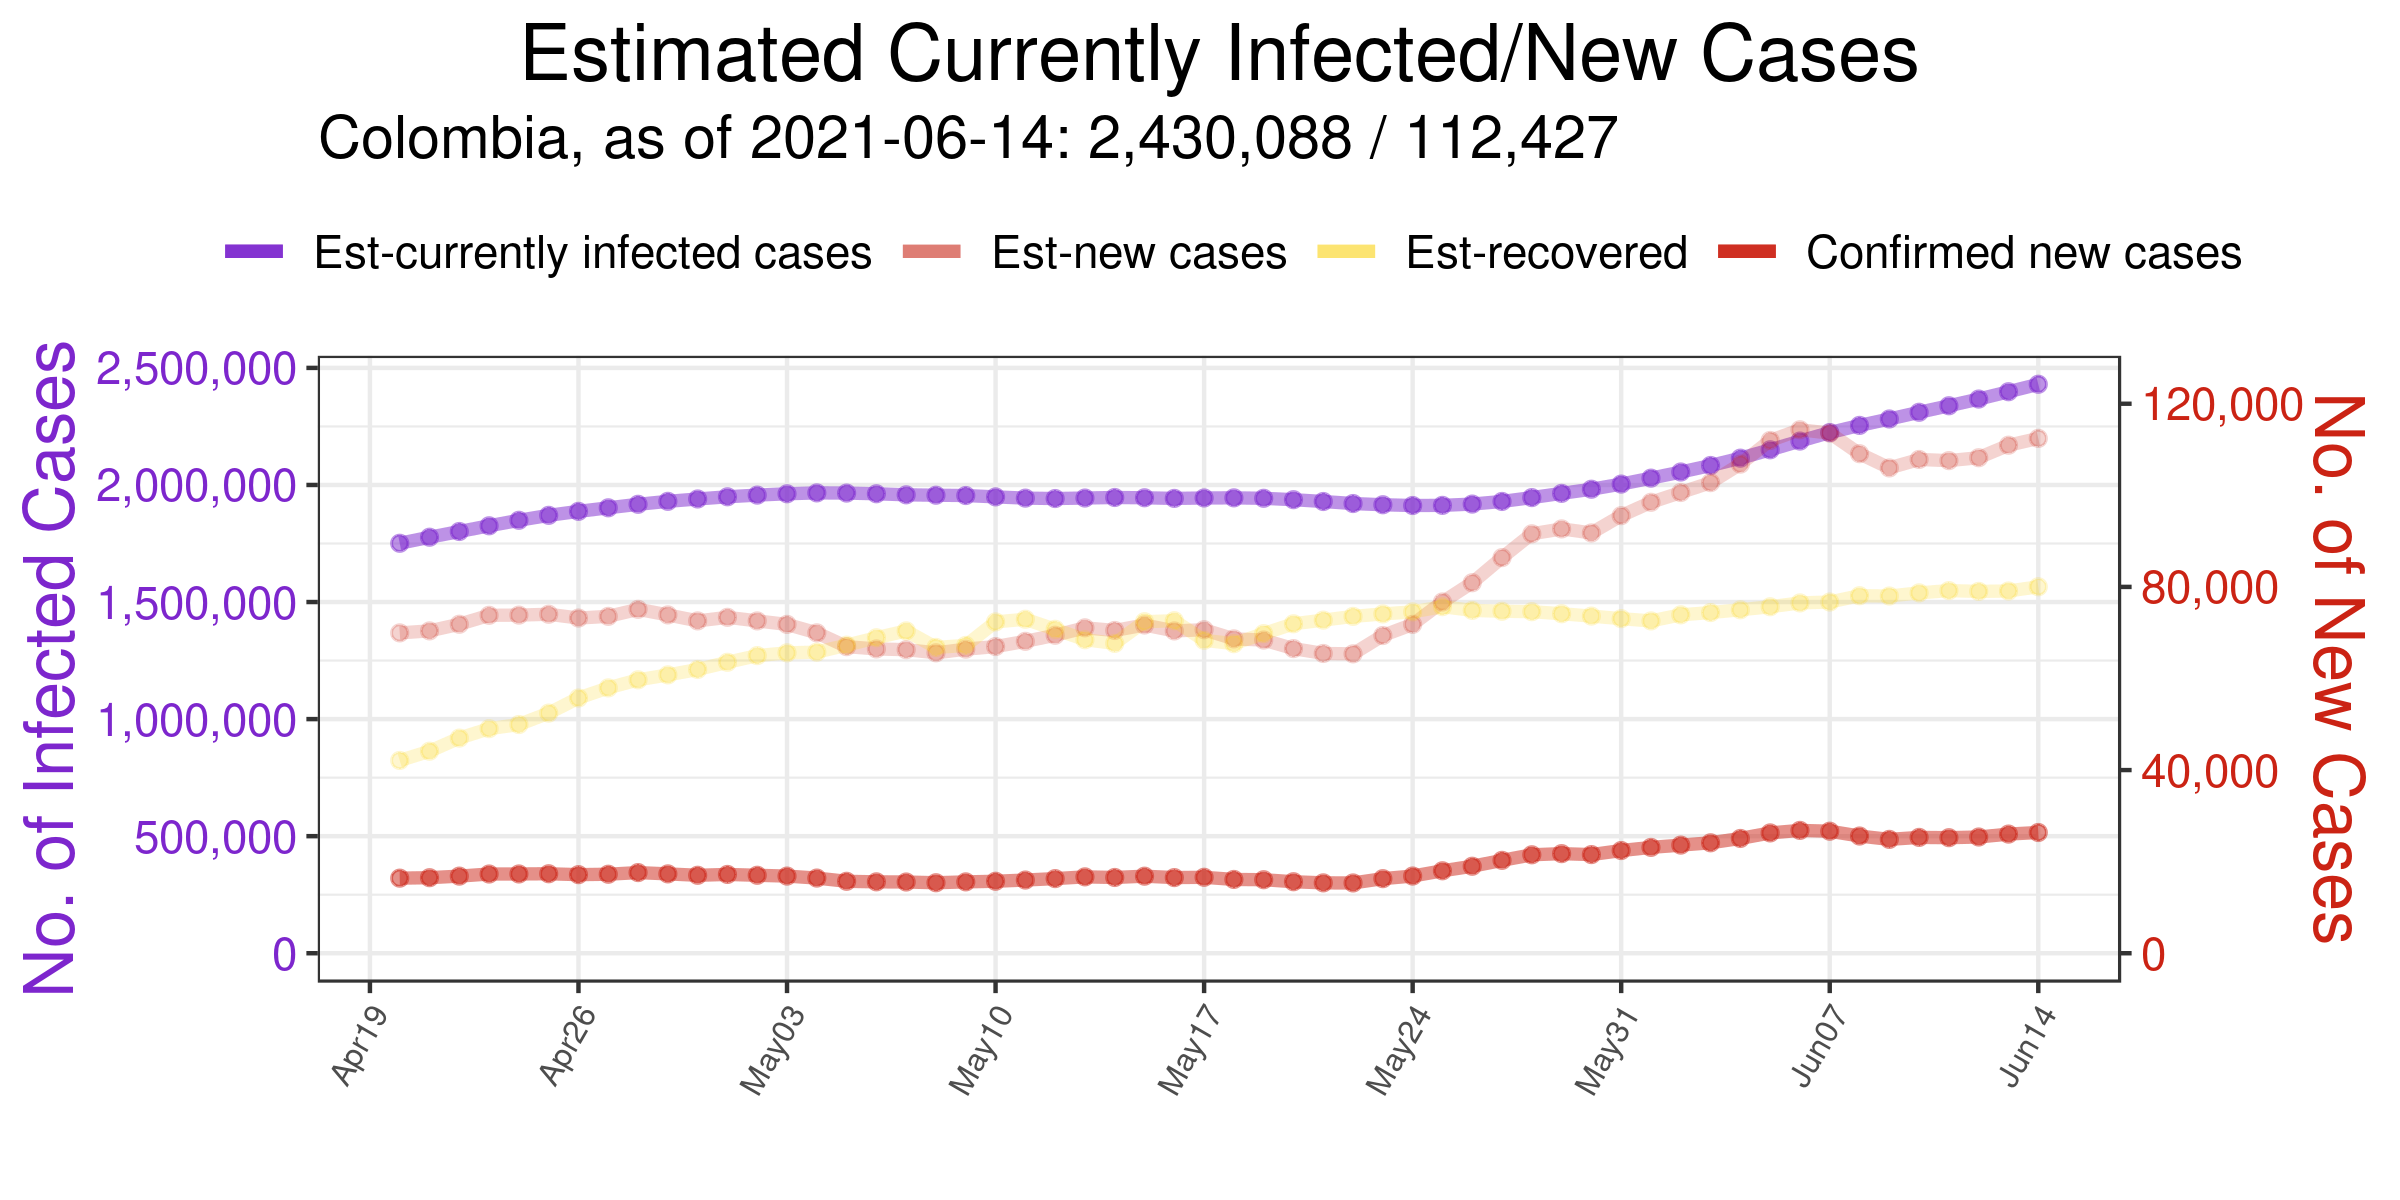 Estimated Currently Infected/New Cases
Colombia, as of 2021-06-14: 2,430,088 / 112,427
Est-currently infected cases
Est-new cases
Est-recovered
Confirmed new cases
No. of Infected Cases
2,500,000
2,000,000
1,500,000
1,000,000
500,000
0
120,000
80,000
40,000
0
No. of New Cases
Apr19
Apr26
May03
May10
May17
May24
May31
Jun07
Jun14